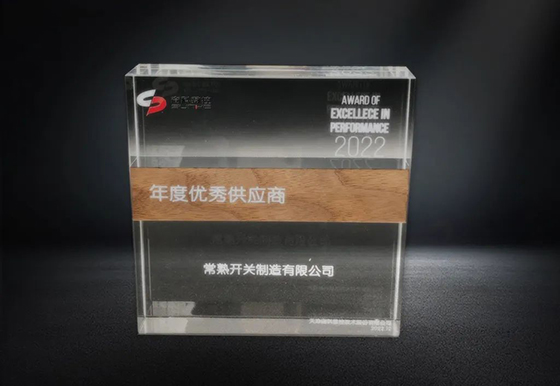 AWARD OF
EXCELLECE IN
PERFORMANCE
2022
年度优秀供应商
常熟开关制造有限公司